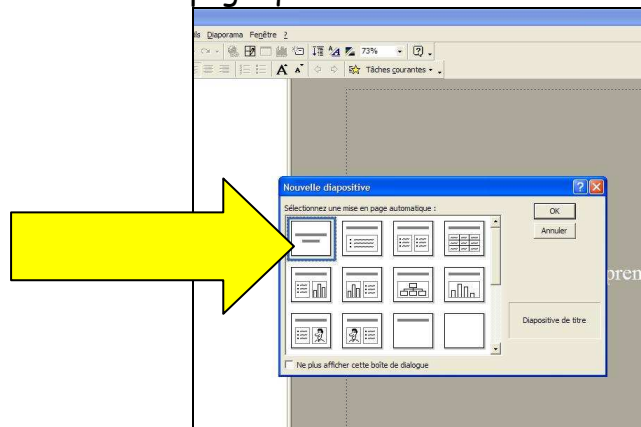 ils Diaporama Fenêtre ?
73%
Tâches courantes
Nouvelle diapositive
Sélectionnez une mise en page automatique :
OK
Annuler
Diapositive de titre
Ne plus afficher cette boîte de dialogue